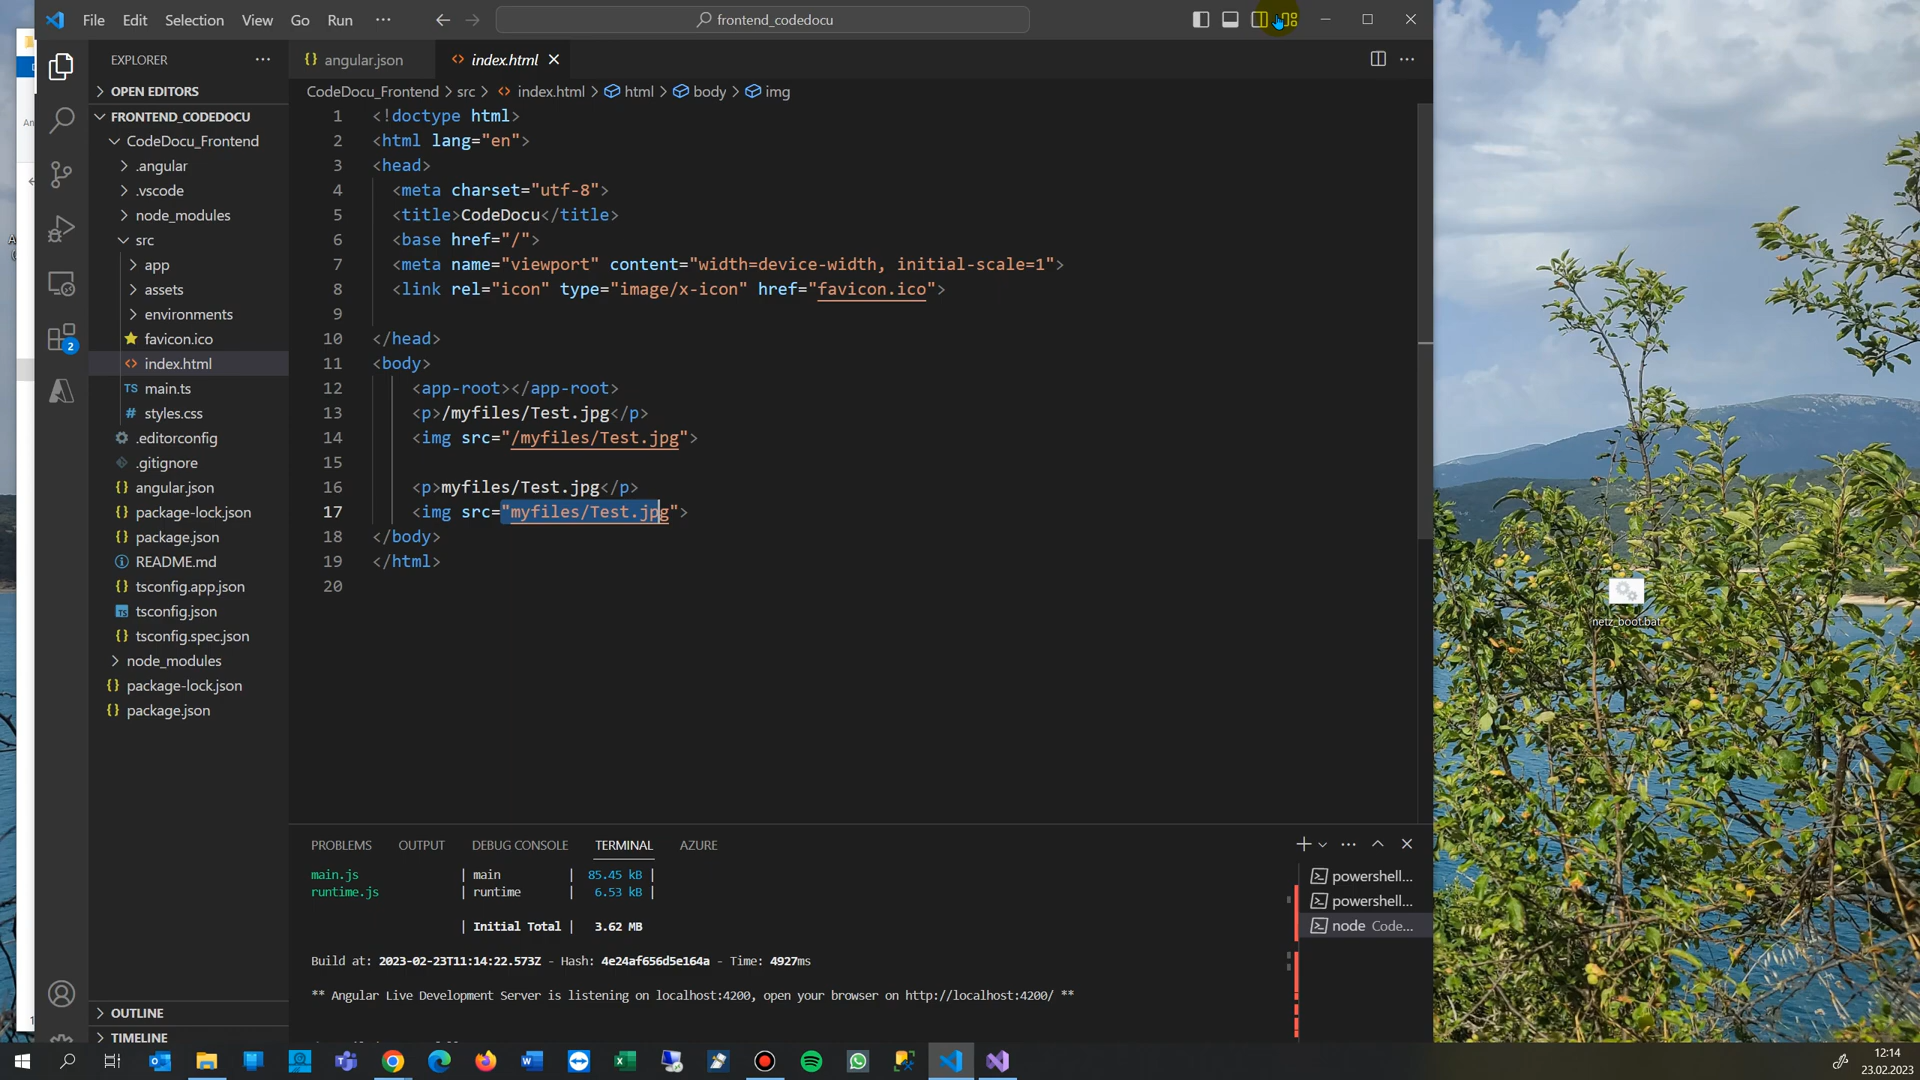 File Edit Selection View Go Run ··· frontend_codedocu
EXPLORER ···
OPEN EDITORS
FRONTEND_CODEDOCU
CodeDocu_Frontend
.angular
.vscode
node_modules
src
app
assets
environments
favicon.ico
index.html
main.ts
styles.css
.editorconfig
.gitignore
angular.json
package-lock.json
package.json
README.md
tsconfig.app.json
tsconfig.json
tsconfig.spec.json
node_modules
package-lock.json
package.json
OUTLINE
TIMELINE
2
angular.json index.html
CodeDocu_Frontend > src > index.html > html > body > img
1 <!doctype html>
2 <html lang="en">
3 <head>
4 <meta charset="utf-8">
5 <title>CodeDocu</title>
6 <base href="/">
7 <meta name="viewport" content="width=device-width, initial-scale=1">
8 <link rel="icon" type="image/x-icon" href="favicon.ico">
9
10 </head>
11 <body>
12 <app-root></app-root>
13 <p>/myfiles/Test.jpg</p>
14 <img src="/myfiles/Test.jpg">
15
16 <p>myfiles/Test.jpg</p>
17 <img src="myfiles/Test.jpg">
18 </body>
19 </html>
20
PROBLEMS OUTPUT DEBUG CONSOLE TERMINAL AZURE
main.js | main | 85.45 kB |
runtime.js | runtime | 6.53 kB |
| Initial Total | 3.62 MB
Build at: 2023-02-23T11:14:22.573Z - Hash: 4e24af656d5e164a - Time: 4927ms
** Angular Live Development Server is listening on localhost:4200, open your browser on http://localhost:4200/ **
powershell...
powershell...
node Code...
netz_boot.bat
12:14
23.02.2023